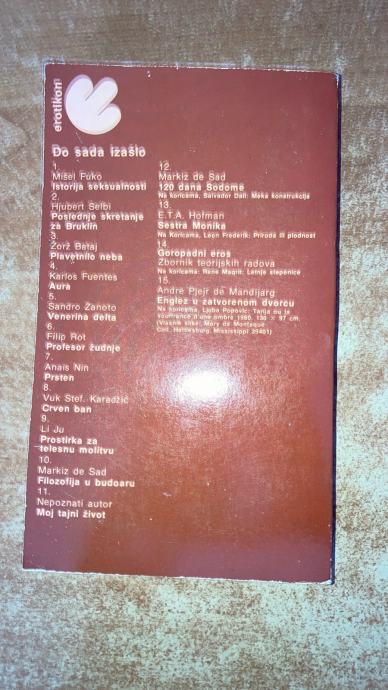 erotikon
Do sada izašlo
1.
Mišel Fuko
Istorija seksualnosti
2.
Hjubert Selbi
Poslednje skretanje
za Bruklin
3.
Žorž Bataj
Plavetnilo neba
4.
Karlos Fuentes
Aura
5.
Sandro Zanoto
Venerina delta
6.
Filip Rot
Profesor žudnje
7.
Anais Nin
Prsten
8.
Vuk Stef. Karadžić
Crven ban
9.
Li Ju
Prostirka za
telesnu molitvu
10.
Markiz de Sad
Filozofija u budoaru
11.
Nepoznati autor
Moj tajni život
12.
Markiz de Sad
120 dana Sodome
Na koricama, Salvador Dali: Meka konstrukcija
13.
E.T.A. Hofman
Sestra Monika
Na koricama, Leon Frederik: Priroda ili plodnost
14.
Goropadni eros
Zbornik teorijskih radova
Na koricama: Rene Magrit: Letnje stepenice
15.
Andre Pjejr de Mandijarg
Englez u zatvorenom dvorcu
Na koricama, Ljuba Popovic:
souffrance d'une ombre 1980, 130 × 97 cm.
(Vlasnik slike, Mary de Monteque
Coll. Hattiesburg, Mississippi 39401)